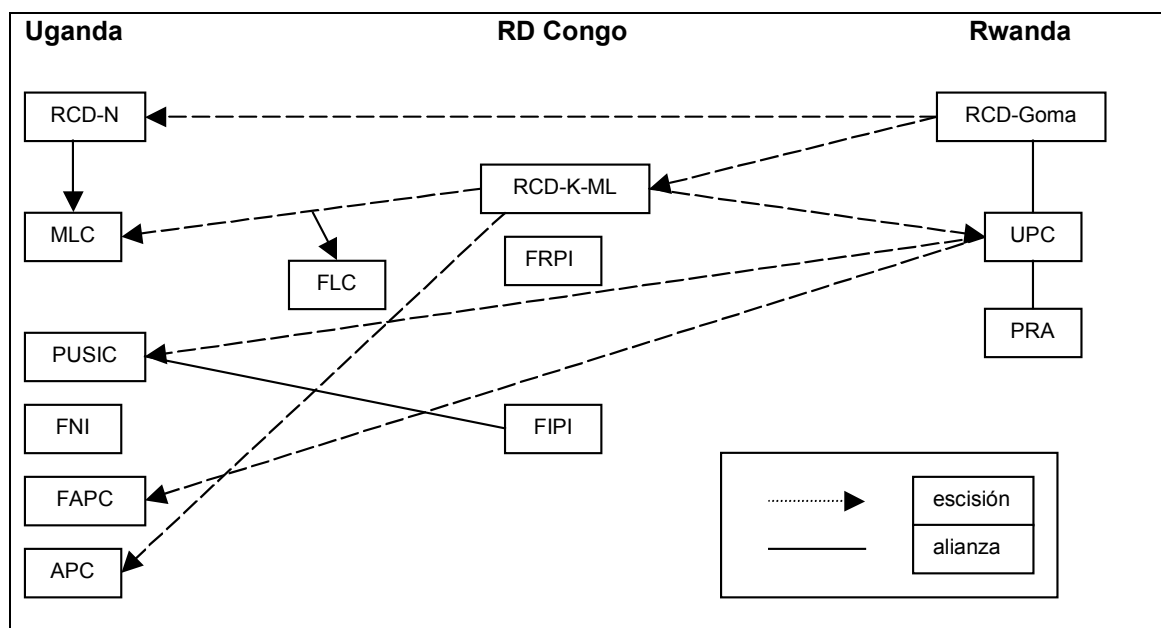 Uganda RD Congo Rwanda
RCD-N
RCD-Goma
RCD-K-ML
MLC
UPC
FRPI
FLC
PUSIC
PRA
FNI
FIPI
FAPC
escisión
alianza
APC